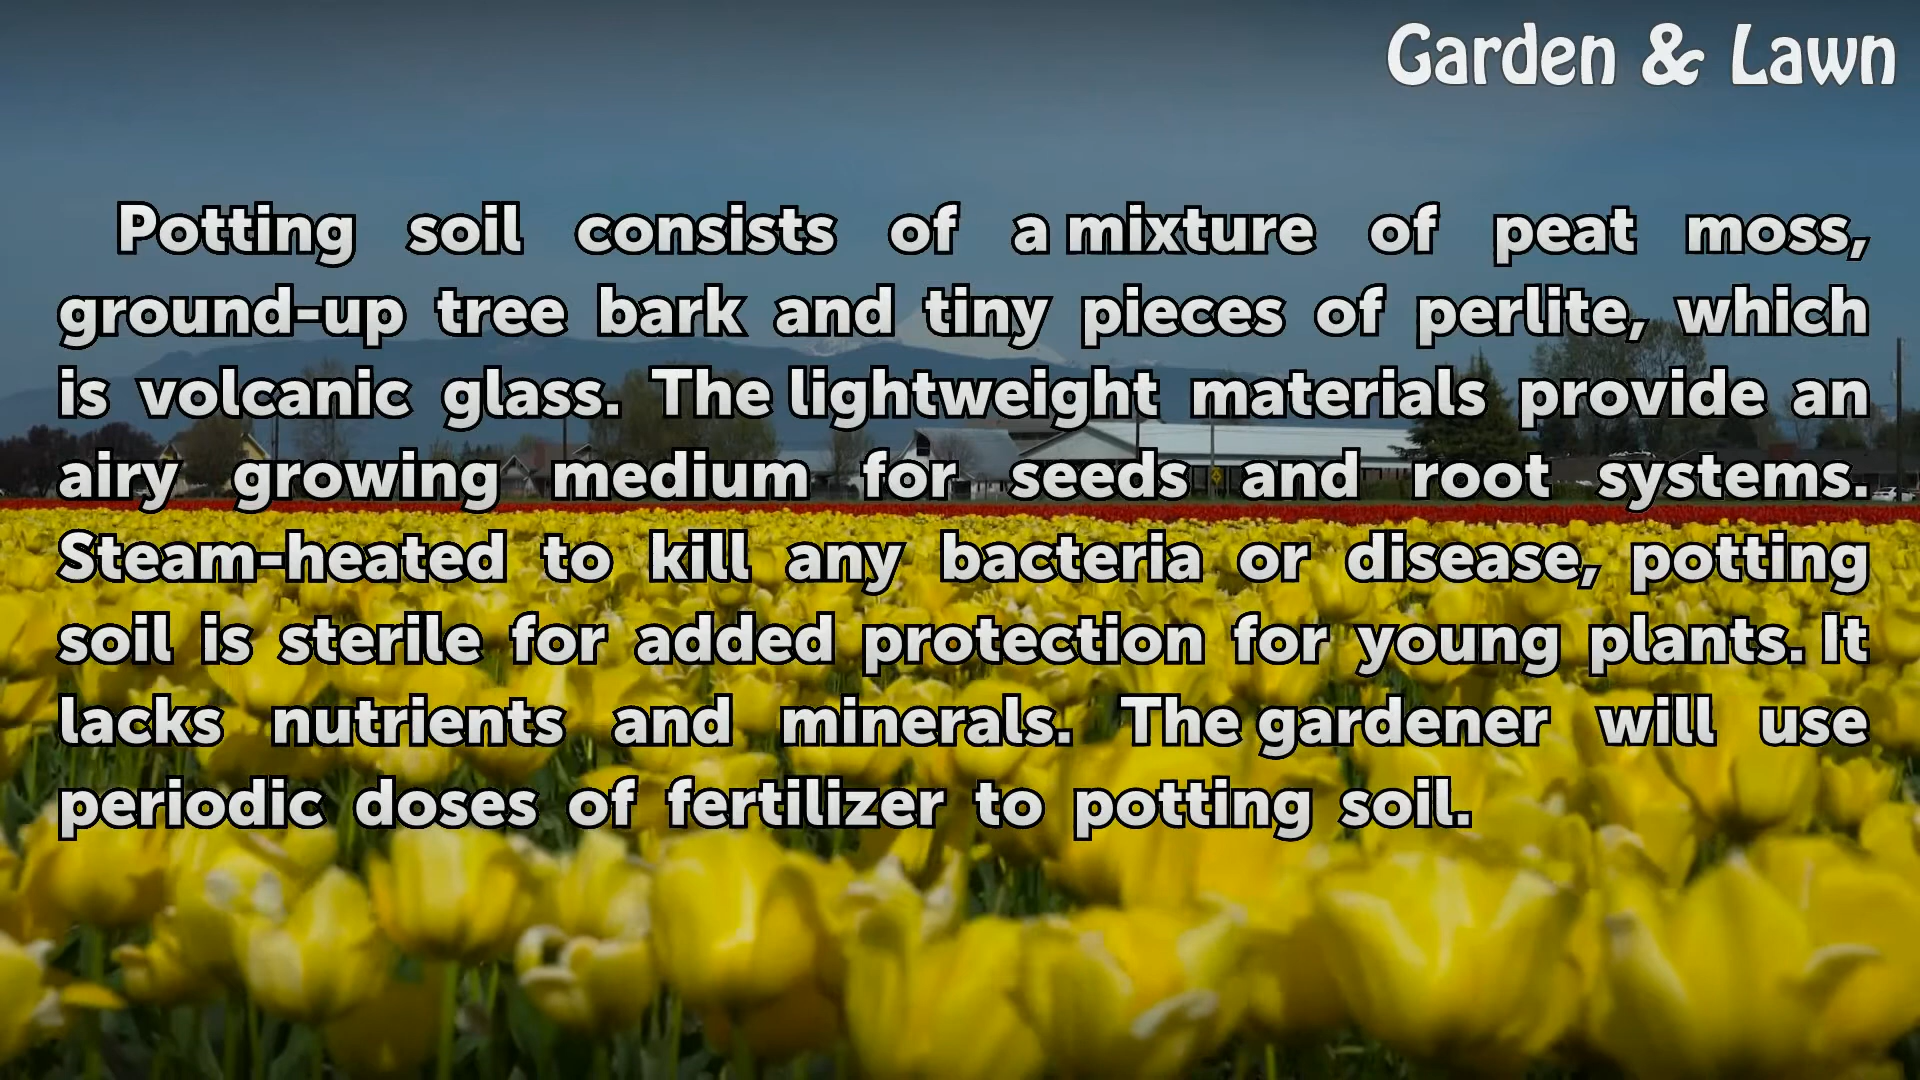 Garden & Lawn
Potting soil consists of a mixture of peat moss,
ground-up tree bark and tiny pieces of perlite, which
is volcanic glass. The lightweight materials provide an
airy growing medium for seeds and root systems.
Steam-heated to kill any bacteria or disease, potting
soil is sterile for added protection for young plants. It
lacks nutrients and minerals. The gardener will use
periodic doses of fertilizer to potting soil.